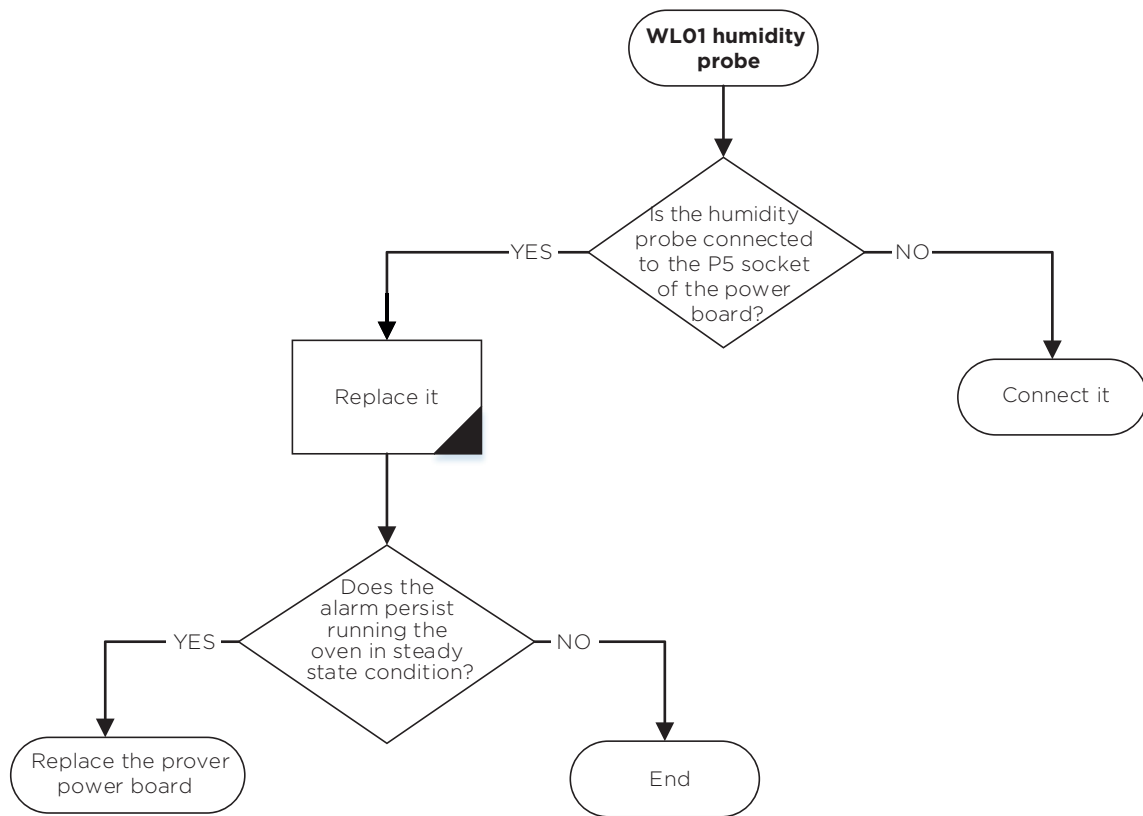 WL01 humidity
probe
Is the humidity
probe connected
to the P5 socket
of the power
board?
YES
NO
Replace it
Connect it
Does the
alarm persist
running the
oven in steady
state condition?
YES
NO
Replace the prover
power board
End